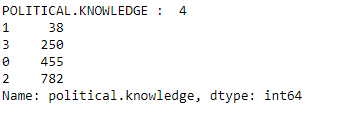 POLITICAL.KNOWLEDGE :  4
1     38
3    250
0    455
2    782
Name: political.knowledge, dtype: int64